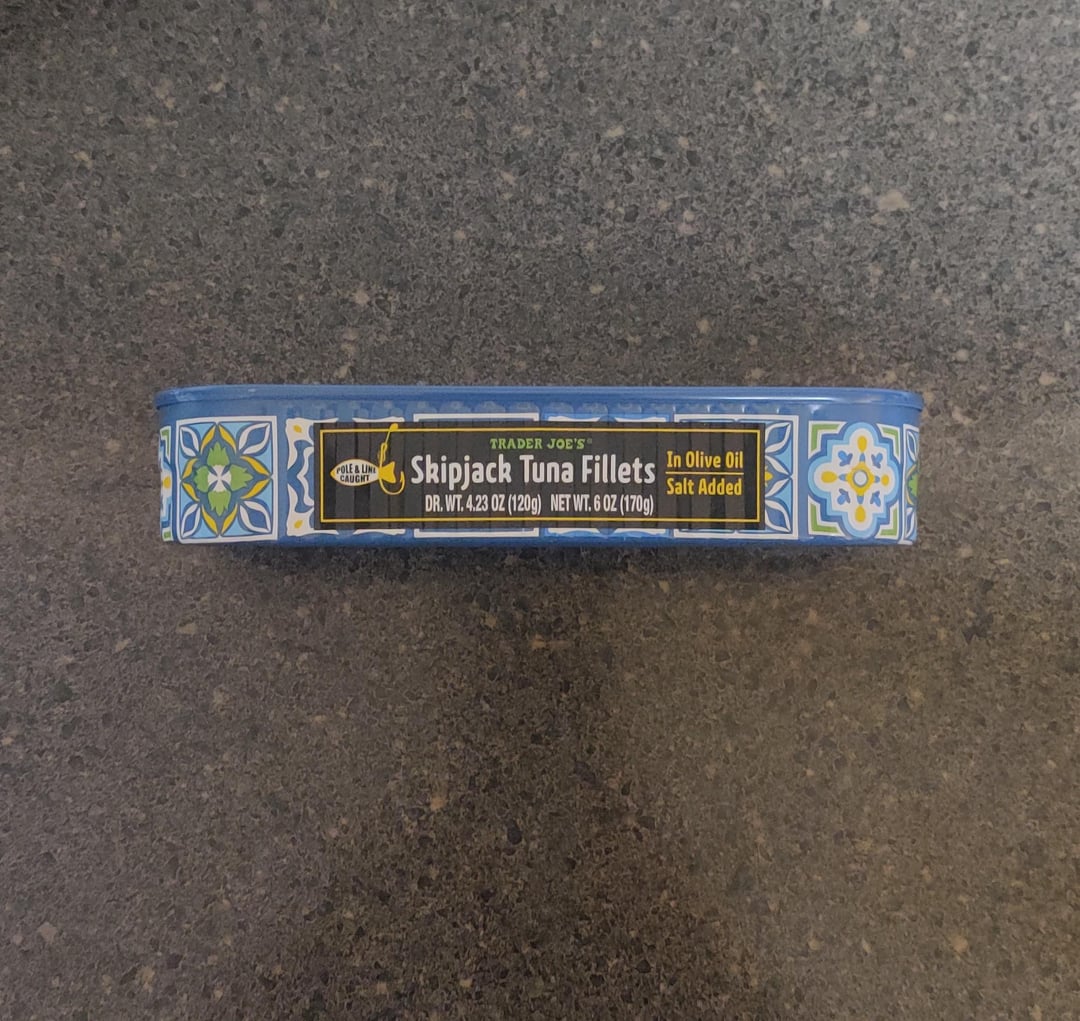 TRADER JOE'S®
POLE & LINE
CAUGHT
Skipjack Tuna Fillets
DR. WT. 4.23 OZ (120g) NET WT. 6 OZ (170g)
In Olive Oil
Salt Added